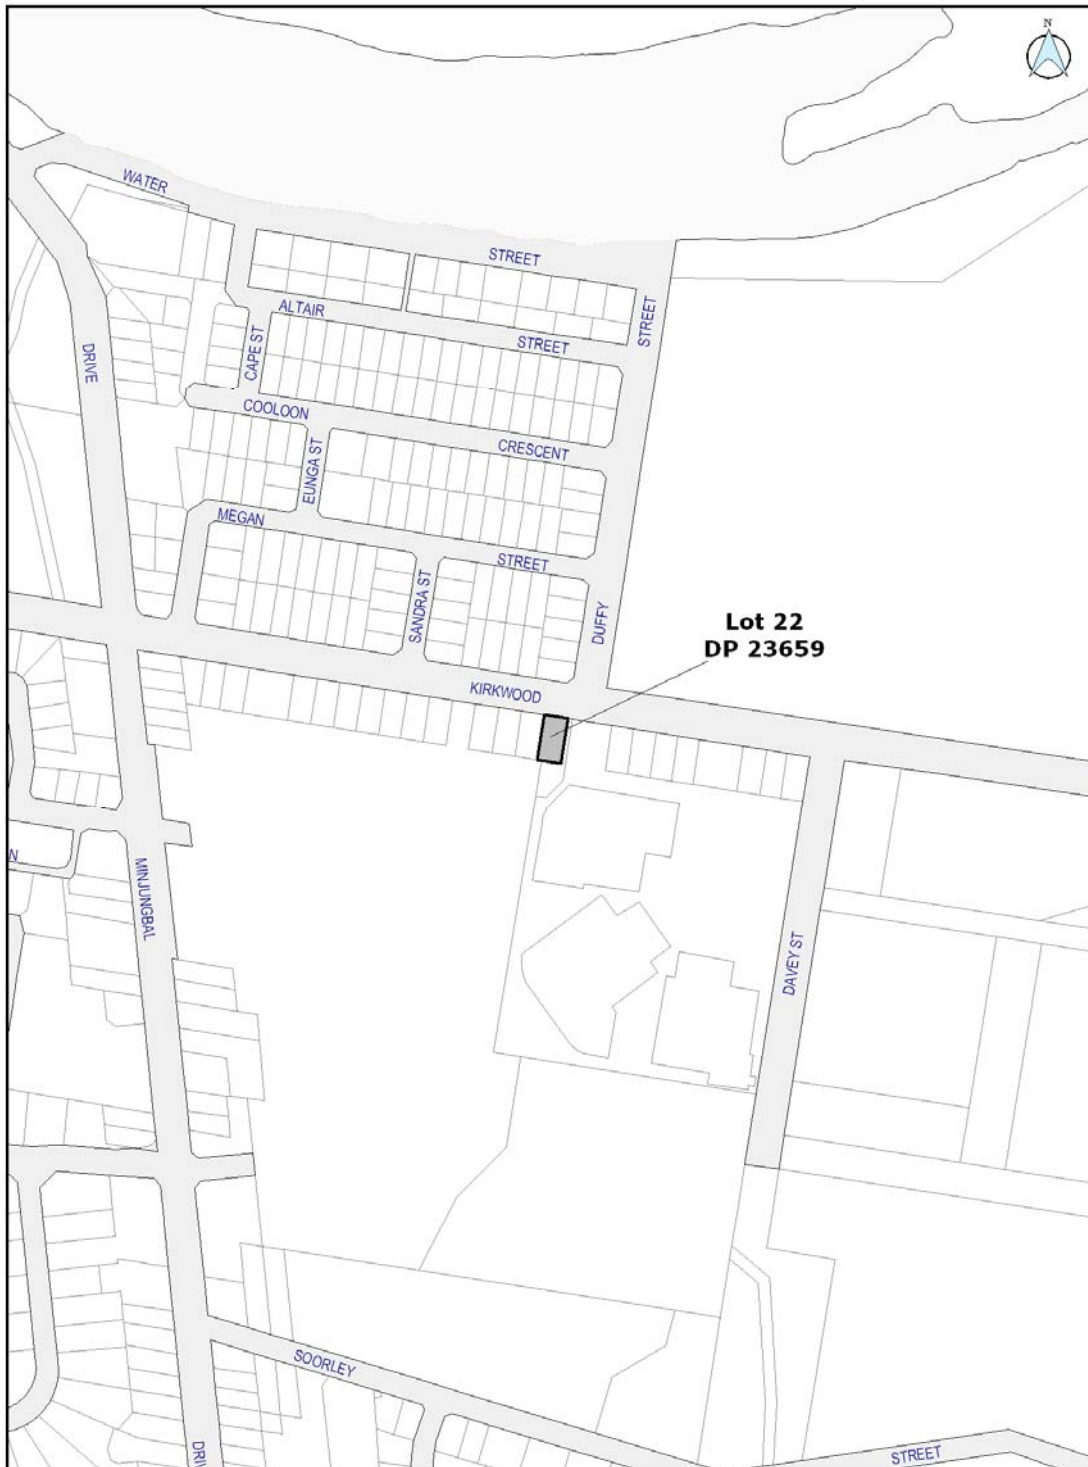 N
WATER
STREET
ALTAIR
STREET
STREET
CAPE ST
DRIVE
COOLOON
CRESCENT
EUNGA ST
MEGAN
STREET
SANDRA ST
DUFFY
Lot 22
DP 23659
KIRKWOOD
N
MINJUNGBAL
DAVEY ST
SOORLEY
STREET
DRIV